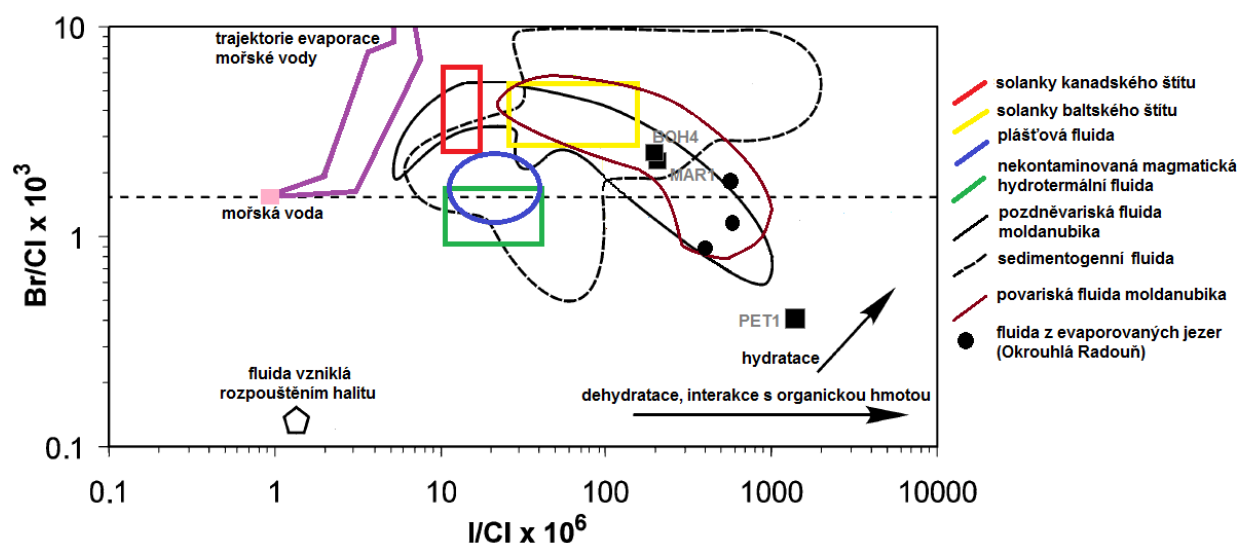 10
trajektorie evaporace
mořské vody
BOH4
MAR1
mořská voda
1
Br/Cl x 10³
PET1
hydratace
fluida vzniklá
rozpouštěním halitu
dehydratace, interakce s organickou hmotou
0.1
0.1
1
10
100
1000
10000
I/Cl x 10⁶
solanky kanadského štítu
solanky baltského štítu
plášťová fluida
nekontaminovaná magmatická
hydrotermální fluida
pozdněvariská fluida
moldanubika
sedimentogenní fluida
povariská fluida moldanubika
fluida z evaporovaných jezer
(Okrouhlá Radouň)